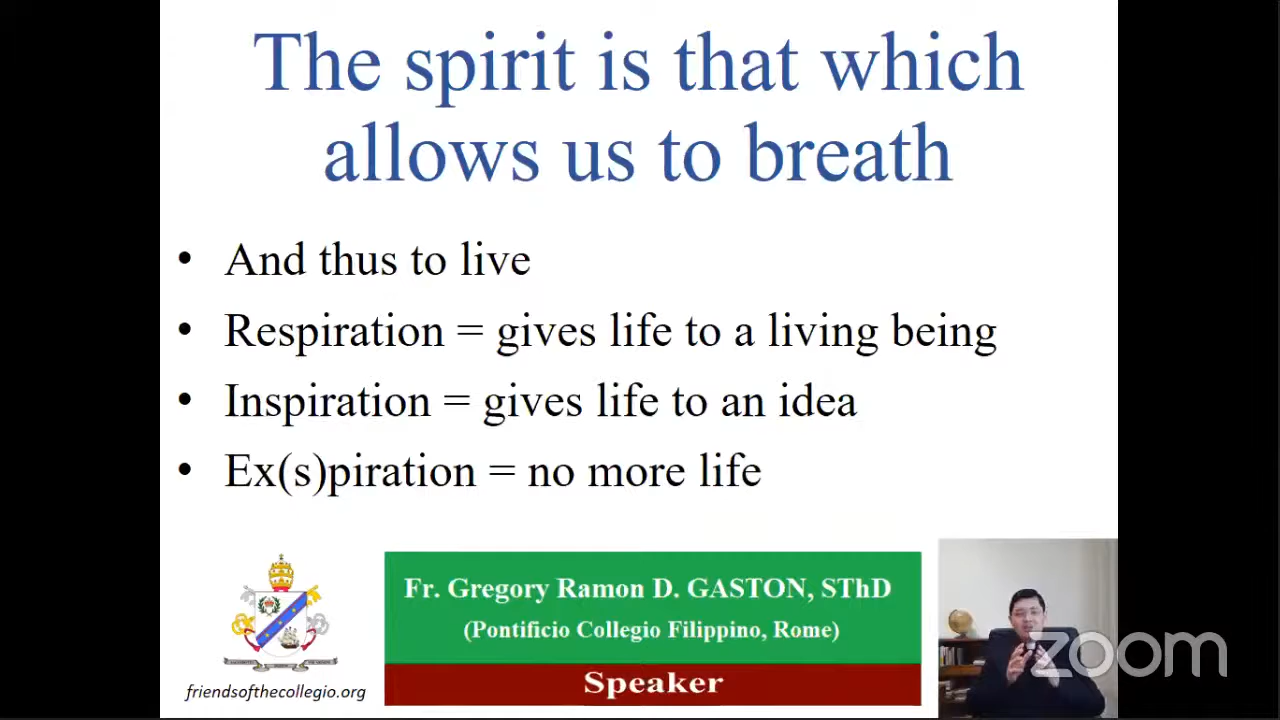 The spirit is that which
allows us to breath
• And thus to live
• Respiration = gives life to a living being
• Inspiration = gives life to an idea
• Ex(s)piration = no more life
Fr. Gregory Ramon D. GASTON, SThD
(Pontificio Collegio Filippino, Rome)
Speaker
friendsofthecollegio.org
zoom